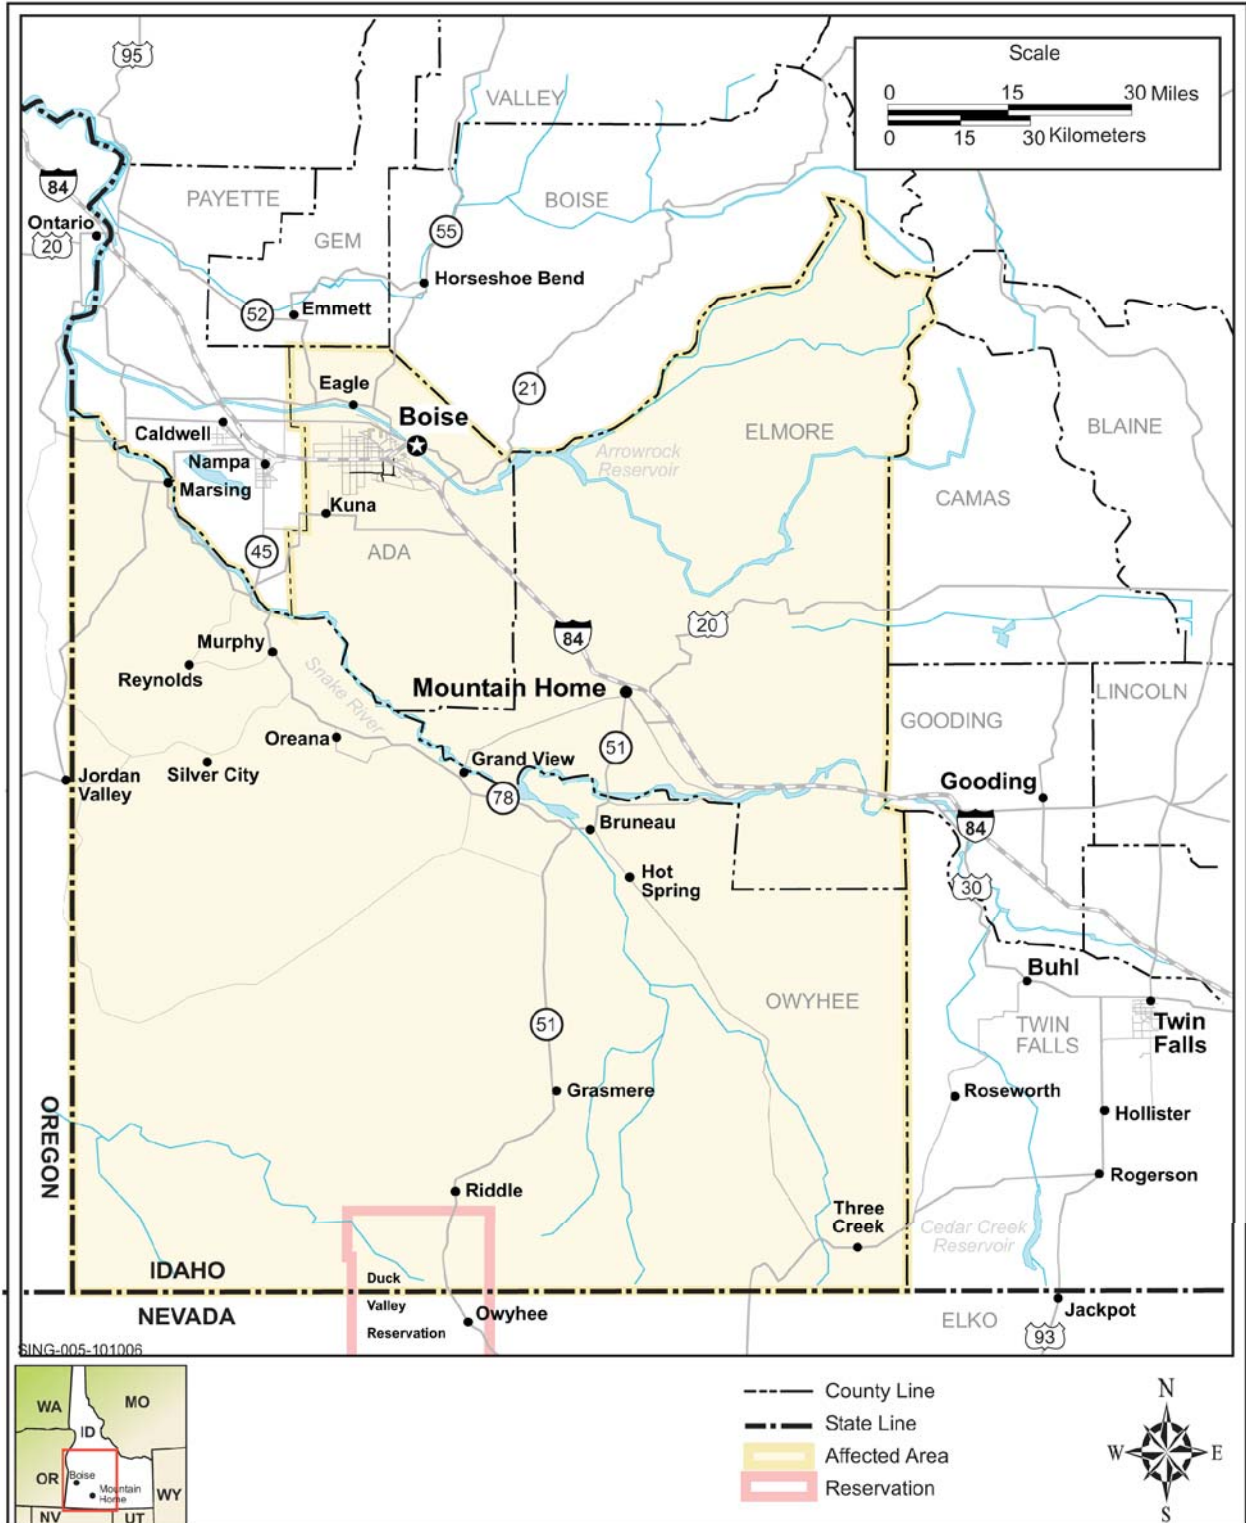 95
Scale
0 15 30 Miles
0 15 30 Kilometers
VALLEY
84
PAYETTE
BOISE
Ontario
20
GEM
55
Horseshoe Bend
52
Emmett
21
Eagle
Boise
Caldwell
ELMORE
BLAINE
Nampa
Arrowrock
Reservoir
Marsing
CAMAS
Kuna
45
ADA
84
20
Murphy
Reynolds
Snake River
Mountain Home
LINCOLN
GOODING
Oreana
51
Grand View
Silver City
Jordan
Valley
Gooding
78
Bruneau
84
Hot
Spring
30
Buhl
OWYHEE
51
TWIN
FALLS
Twin
Falls
Grasmere
Roseworth
Hollister
OREGON
Rogerson
Riddle
Three
Creek
Cedar Creek
Reservoir
IDAHO
Duck
Valley
Reservation
NEVADA
Owyhee
ELKO
Jackpot
93
SING-005-101006
WA
MO
ID
OR
Boise
Mountain
Home
WY
NV
UT
County Line
State Line
Affected Area
Reservation
N
W
E
S